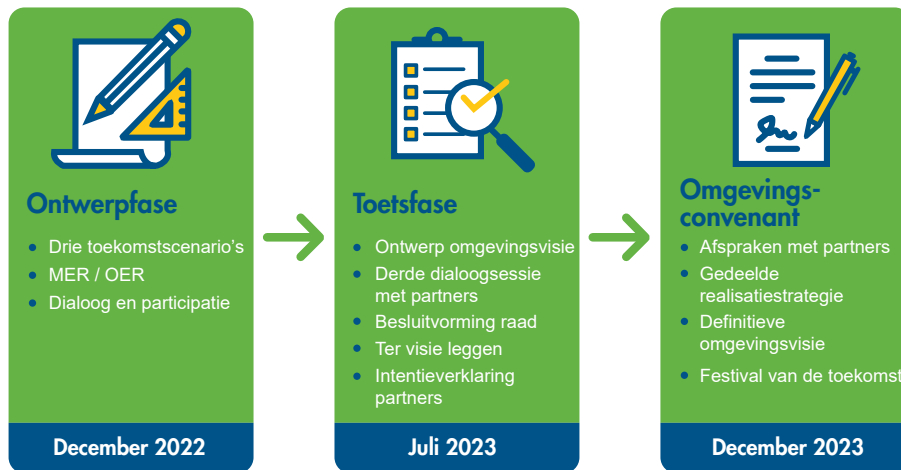 Ontwerpfase
Drie toekomstscenario's
MER / OER
Dialoog en participatie
December 2022
Toetsfase
Ontwerp omgevingsvisie
Derde dialoogsessie
met partners
Besluitvorming raad
Ter visie leggen
Intentieverklaring
partners
Juli 2023
Omgevings-
convenant
Afspraken met partners
Gedeelde
realisatiestrategie
Definitieve
omgevingsvisie
Festival van de toekomst
December 2023